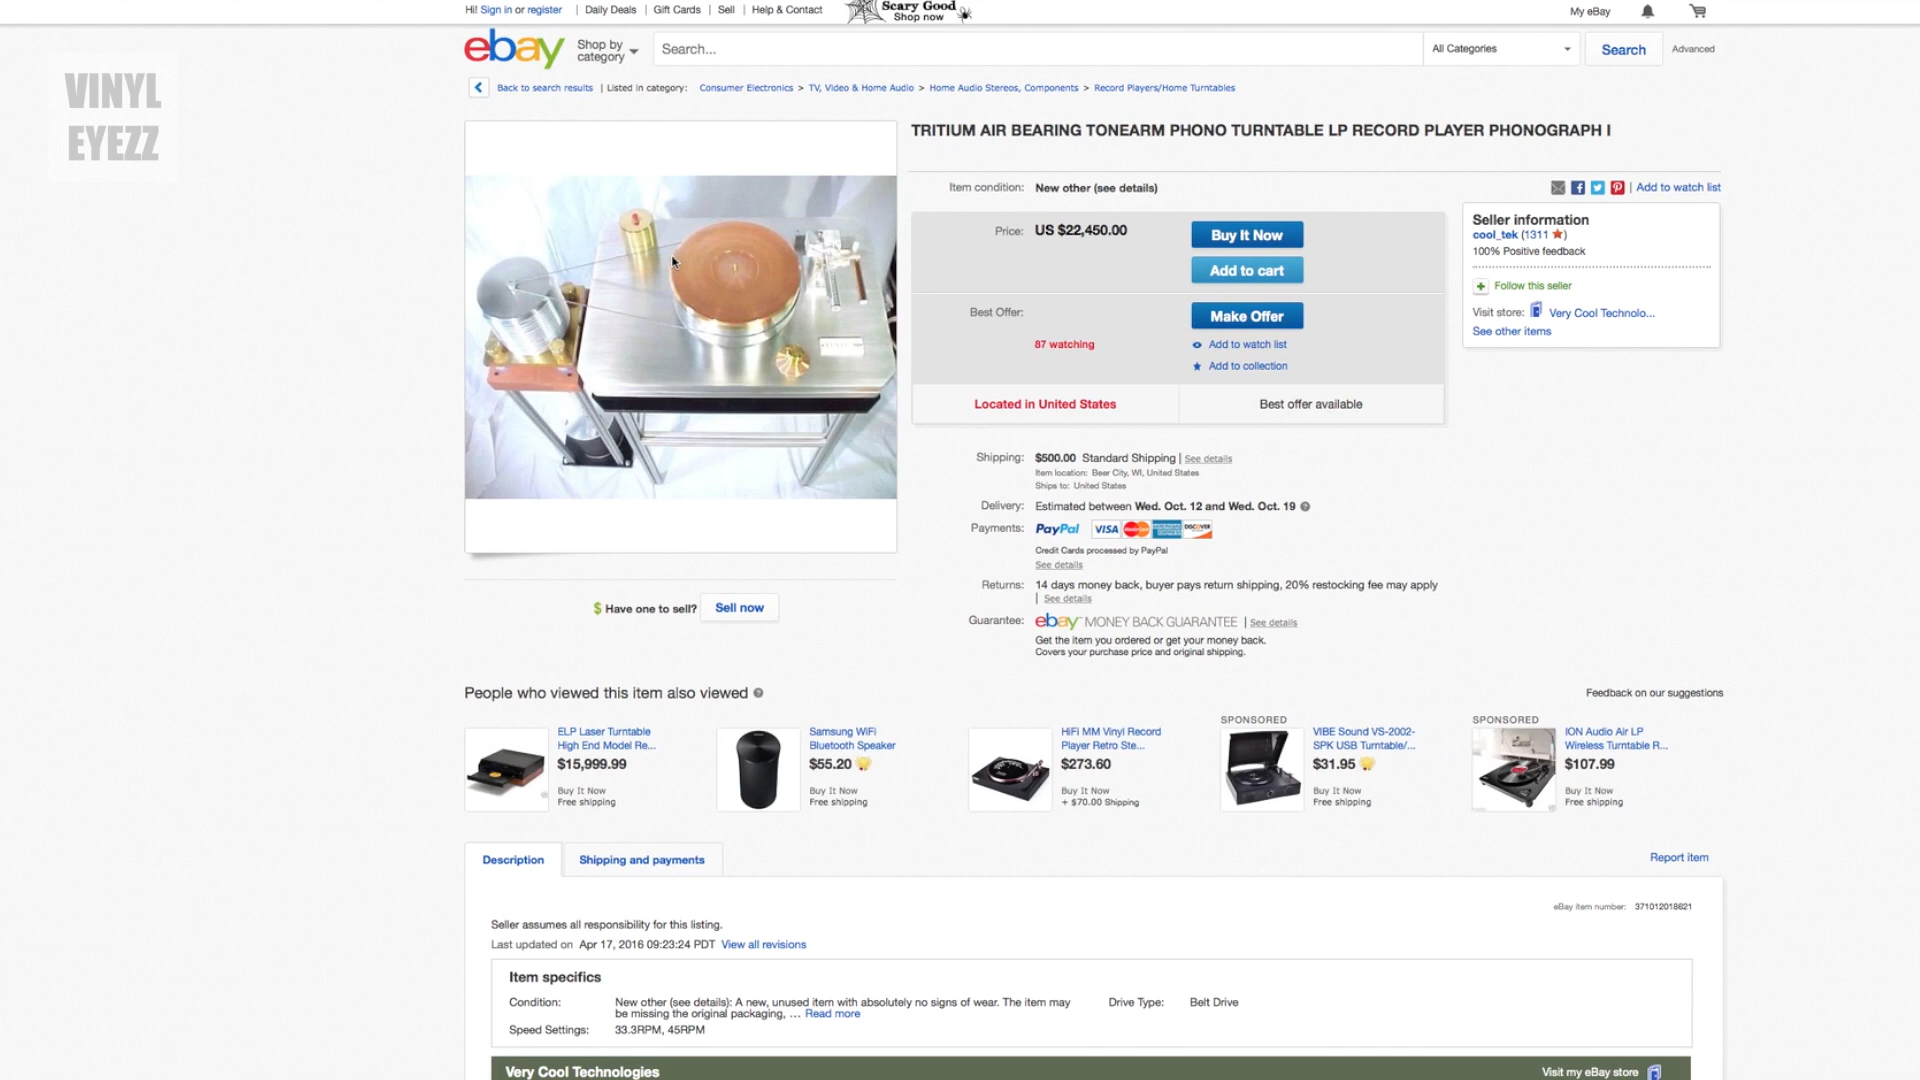 Hi! Sign in or register | Daily Deals | Gift Cards | Sell | Help & Contact
Scary Good
Shop now
My eBay
VINYL
EYEZZ
ebay
Shop by
category
Search...
All Categories
Search
Advanced
Back to search results | Listed in category: Consumer Electronics > TV, Video & Home Audio > Home Audio Stereos, Components > Record Players/Home Turntables
TRITIUM AIR BEARING TONEARM PHONO TURNTABLE LP RECORD PLAYER PHONOGRAPH I
Item condition: New other (see details)
| Add to watch list
Price: US $22,450.00
Buy It Now
Add to cart
Best Offer:
Make Offer
87 watching
Add to watch list
Add to collection
Located in United States
Best offer available
Seller information
cool_tek (1311 ★)
100% Positive feedback
Follow this seller
Visit store: Very Cool Technolo...
See other items
Shipping: $500.00 Standard Shipping | See details
Item location: Beer City, WI, United States
Ships to: United States
Delivery: Estimated between Wed. Oct. 12 and Wed. Oct. 19
Payments: PayPal VISA MasterCard AMERICAN EXPRESS DISCOVER
Credit Cards processed by PayPal
See details
Returns: 14 days money back, buyer pays return shipping, 20% restocking fee may apply
| See details
Guarantee: ebay MONEY BACK GUARANTEE | See details
Get the item you ordered or get your money back.
Covers your purchase price and original shipping.
$ Have one to sell? Sell now
People who viewed this item also viewed
Feedback on our suggestions
ELP Laser Turntable
High End Model Re...
$15,999.99
Buy It Now
Free shipping
Samsung WiFi
Bluetooth Speaker
$55.20
Buy It Now
Free shipping
HiFi MM Vinyl Record
Player Retro Ste...
$273.60
Buy It Now
+ $70.00 Shipping
SPONSORED
VIBE Sound VS-2002-
SPK USB Turntable/...
$31.95
Buy It Now
Free shipping
SPONSORED
ION Audio Air LP
Wireless Turntable R...
$107.99
Buy It Now
Free shipping
Description
Shipping and payments
Report item
eBay item number: 371012018621
Seller assumes all responsibility for this listing.
Last updated on Apr 17, 2016 09:23:24 PDT View all revisions
Item specifics
Condition: New other (see details): A new, unused item with absolutely no signs of wear. The item may
be missing the original packaging, ... Read more
Drive Type: Belt Drive
Speed Settings: 33.3RPM, 45RPM
Very Cool Technologies
Visit my eBay store